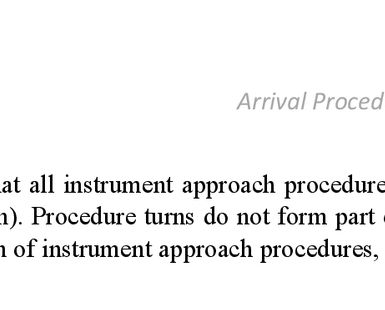 Arrival Proced
at all instrument approach procedure
). Procedure turns do not form part
of instrument approach procedures,